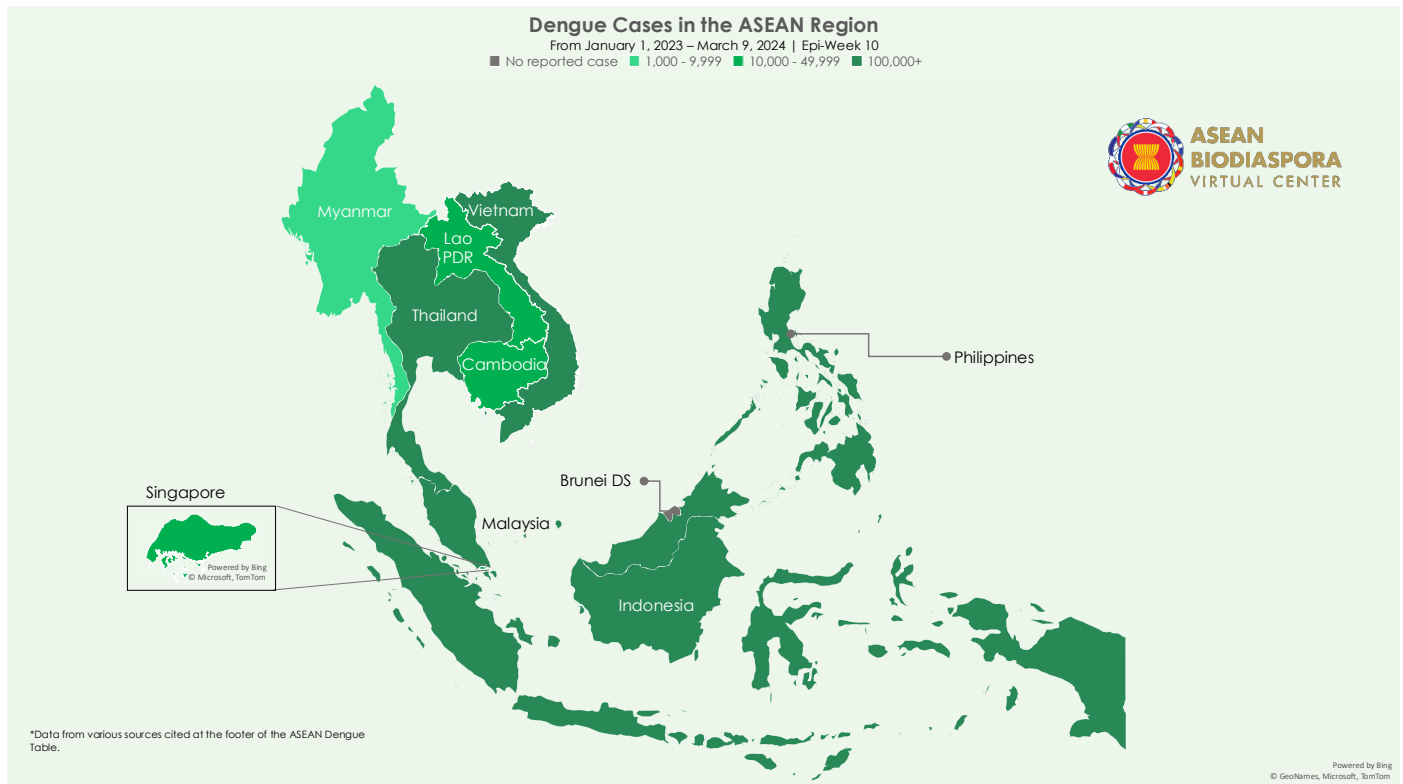 Dengue Cases in the ASEAN Region
From January 1, 2023 – March 9, 2024 | Epi-Week 10
No reported case 1,000 - 9,999 10,000 - 49,999 100,000+
ASEAN
BIODIASPORA
VIRTUAL CENTER
Myanmar
Vietnam
Lao
PDR
Thailand
Cambodia
Philippines
Brunei DS
Singapore
Malaysia
Powered by Bing
© Microsoft, TomTom
Indonesia
*Data from various sources cited at the footer of the ASEAN Dengue
Table.
Powered by Bing
© GeoNames, Microsoft, TomTom